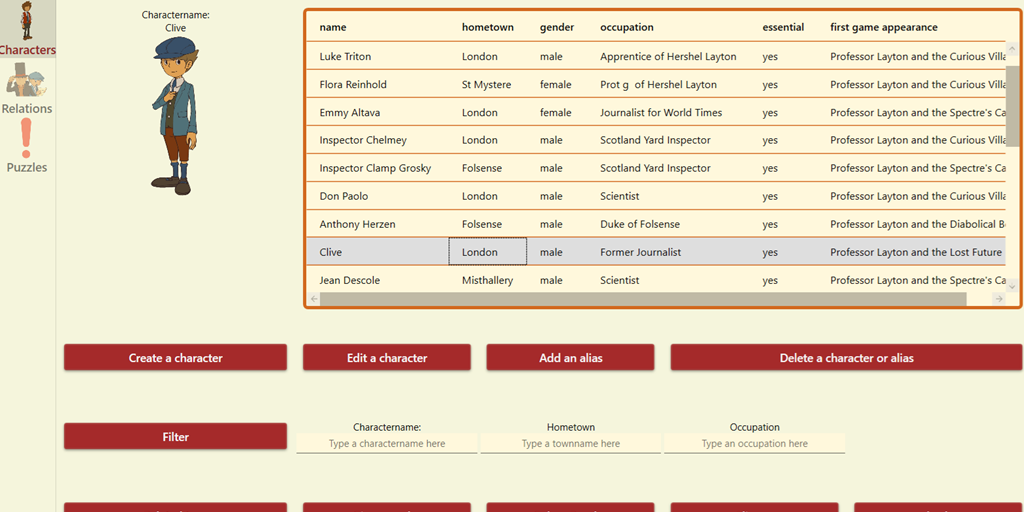 Characters
Relations
Puzzles
Charactername:
Clive
name hometown gender occupation essential first game appearance
Luke Triton London male Apprentice of Hershel Layton yes Professor Layton and the Curious Villa
Flora Reinhold St Mystere female Prot g of Hershel Layton yes Professor Layton and the Curious Villa
Emmy Altava London female Journalist for World Times yes Professor Layton and the Spectre's Ca
Inspector Chelmey London male Scotland Yard Inspector yes Professor Layton and the Curious Villa
Inspector Clamp Grosky Folsense male Scotland Yard Inspector yes Professor Layton and the Spectre's Ca
Don Paolo London male Scientist yes Professor Layton and the Curious Villa
Anthony Herzen Folsense male Duke of Folsense yes Professor Layton and the Diabolical B
Clive London male Former Journalist yes Professor Layton and the Lost Future
Jean Descole Misthallery male Scientist yes Professor Layton and the Spectre's Ca
Create a character Edit a character Add an alias Delete a character or alias
Charactername: Hometown Occupation
Filter Type a charactername here Type a townname here Type an occupation here